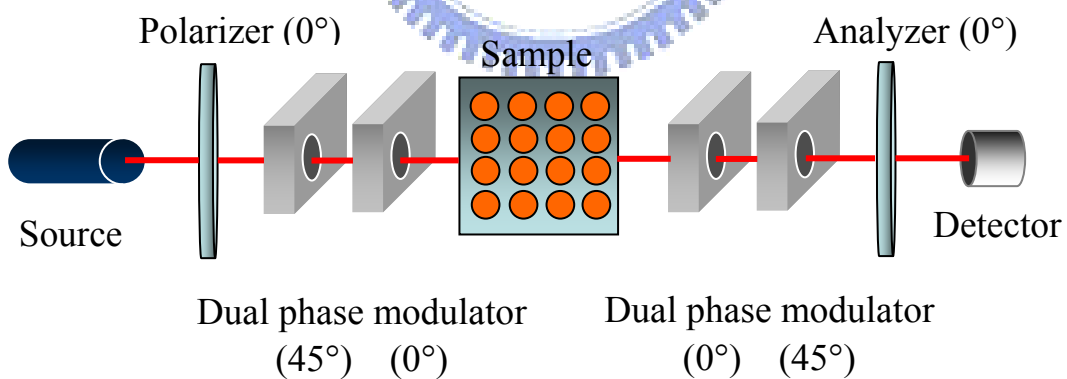 Polarizer (0°)
Sample
Analyzer (0°)
Source
Detector
Dual phase modulator
(45°) (0°)
Dual phase modulator
(0°) (45°)